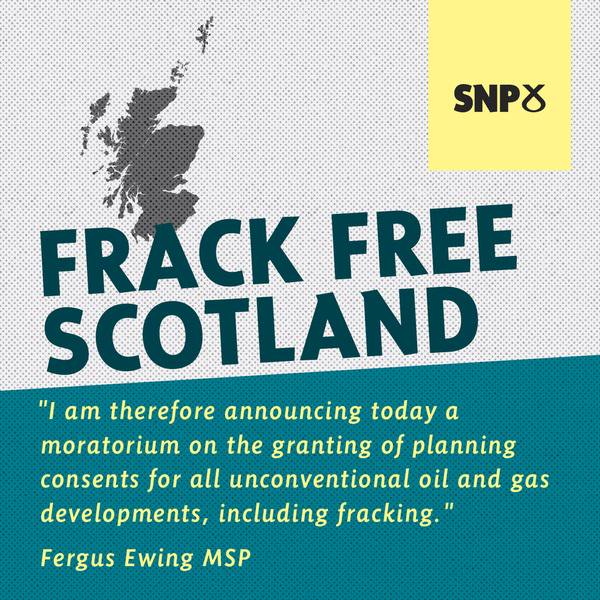 SNP
FRACK FREE
SCOTLAND
"I am therefore announcing today a
moratorium on the granting of planning
consents for all unconventional oil and gas
developments, including fracking."
Fergus Ewing MSP